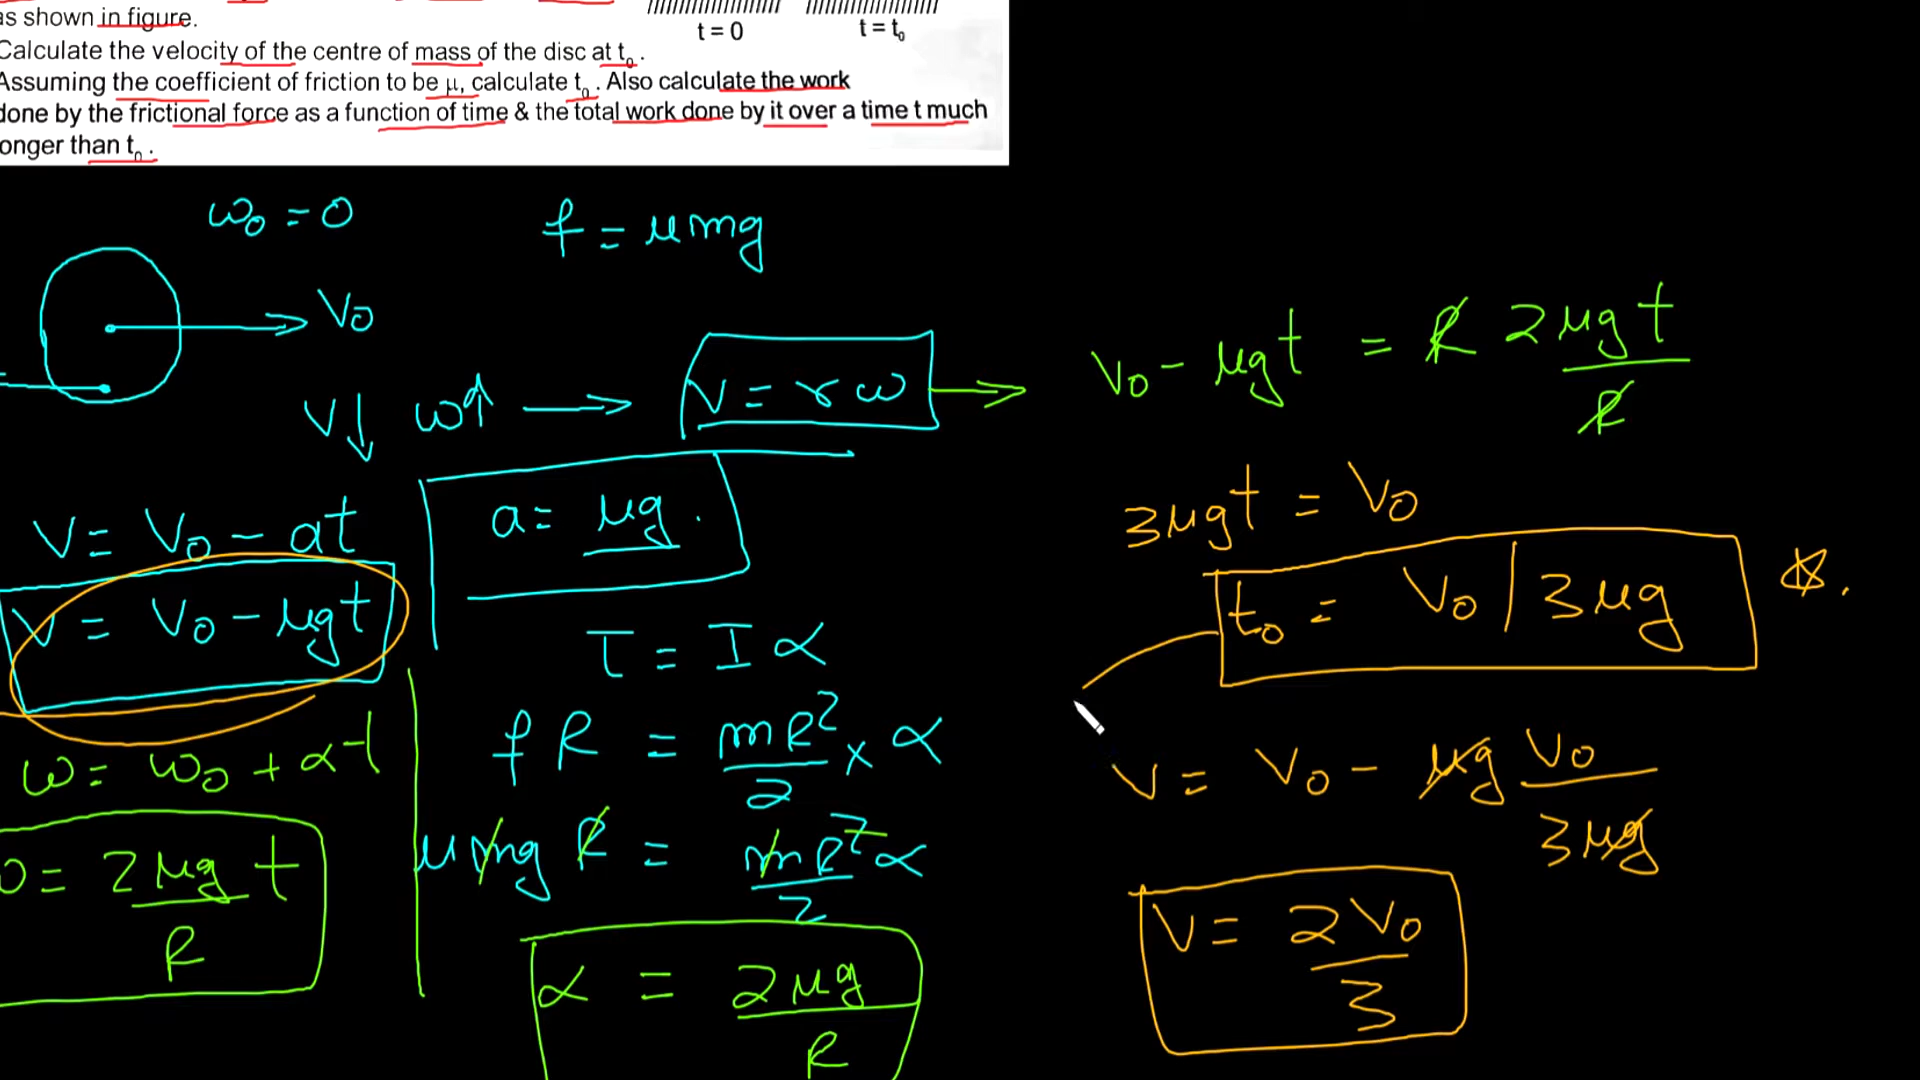 as shown in figure.
t = 0
t = t₀
Calculate the velocity of the centre of mass of the disc at t₀.
Assuming the coefficient of friction to be μ, calculate t₀. Also calculate the work
done by the frictional force as a function of time & the total work done by it over a time t much
longer than t₀.
ω₀ = 0
f = μmg
V₀
V↓ ω↑ → V = rω →
V₀ - μgt = R 2μgt / R
V = V₀ - at
a = μg.
3μgt = V₀
V = V₀ - μgt
t₀ = V₀ | 3μg
τ = Iα
fR = mR²/2 × α
V = V₀ - μg V₀/3μg
ω = ω₀ + αt
μmgR = mR²/2 α
= 2μg t / R
V = 2V₀/3
α = 2μg / R